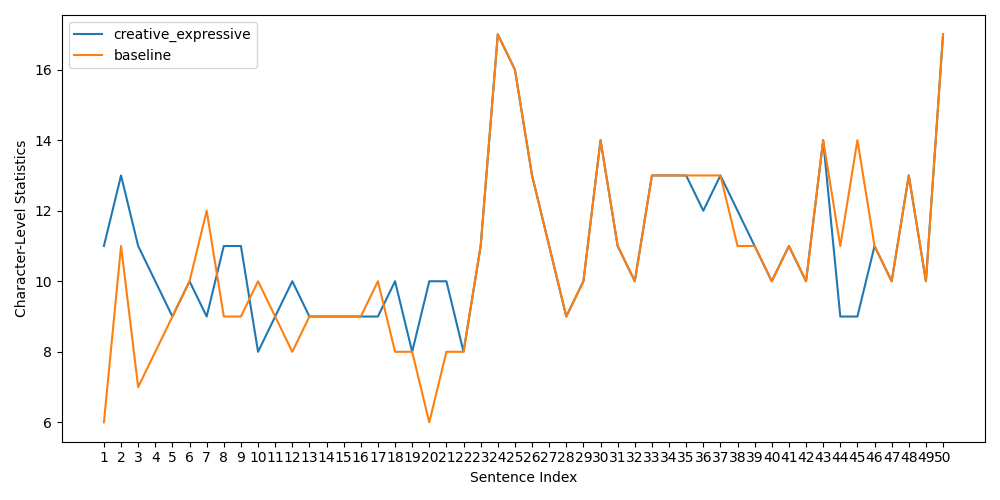 creative_expressive
baseline
Character-Level Statistics
16
14
12
10
8
6
1 2 3 4 5 6 7 8 9 10 11 12 13 14 15 16 17 18 19 20 21 22 23 24 25 26 27 28 29 30 31 32 33 34 35 36 37 38 39 40 41 42 43 44 45 46 47 48 49 50
Sentence Index